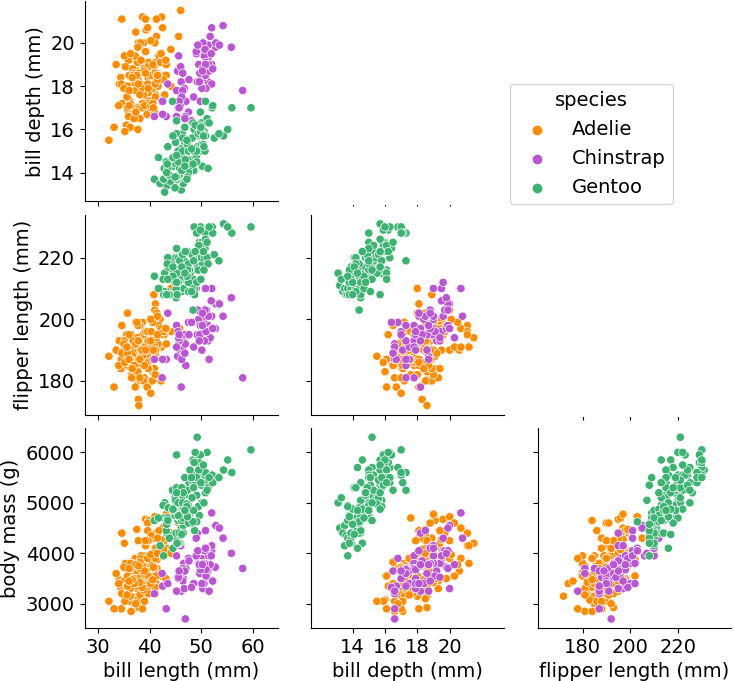 20
18
16
14
bill depth (mm)
species
Adelie
Chinstrap
Gentoo
220
200
180
flipper length (mm)
6000
5000
4000
3000
body mass (g)
30 40 50 60
14 16 18 20
180 200 220
bill length (mm)
bill depth (mm)
flipper length (mm)